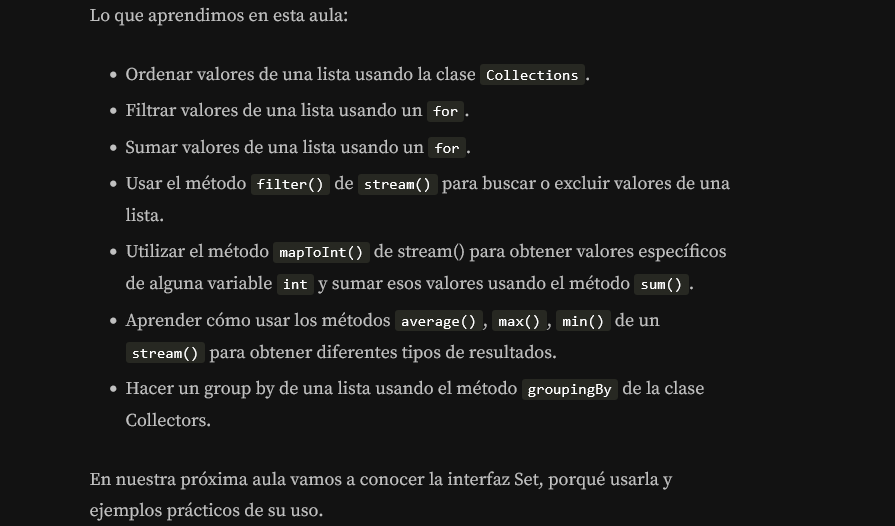 Lo que aprendimos en esta aula:
• Ordenar valores de una lista usando la clase Collections.
• Filtrar valores de una lista usando un for.
• Sumar valores de una lista usando un for.
• Usar el método filter() de stream() para buscar o excluir valores de una
lista.
• Utilizar el método mapToInt() de stream() para obtener valores específicos
de alguna variable int y sumar esos valores usando el método sum().
• Aprender cómo usar los métodos average(), max(), min() de un
stream() para obtener diferentes tipos de resultados.
• Hacer un group by de una lista usando el método groupingBy de la clase
Collectors.
En nuestra próxima aula vamos a conocer la interfaz Set, porqué usarla y
ejemplos prácticos de su uso.